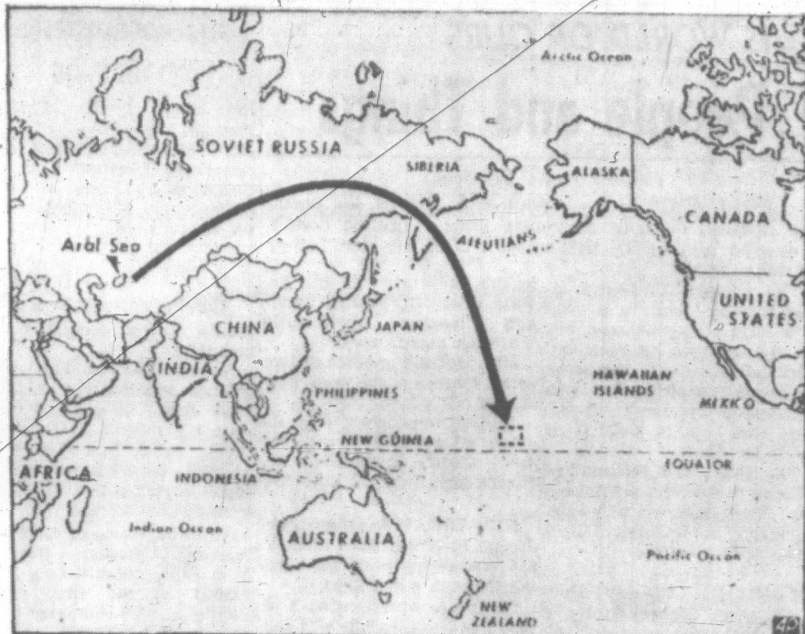 Arctic Ocean
SOVIET RUSSIA
SIBERIA
ALASKA
CANADA
Aral Sea
ALEUTIANS
UNITED
STATES
CHINA
JAPAN
INDIA
HAWAIIAN
ISLANDS
PHILIPPINES
MEXICO
NEW GUINEA
EQUATOR
AFRICA
INDONESIA
Indian Ocean
AUSTRALIA
Pacific Ocean
NEW
ZEALAND